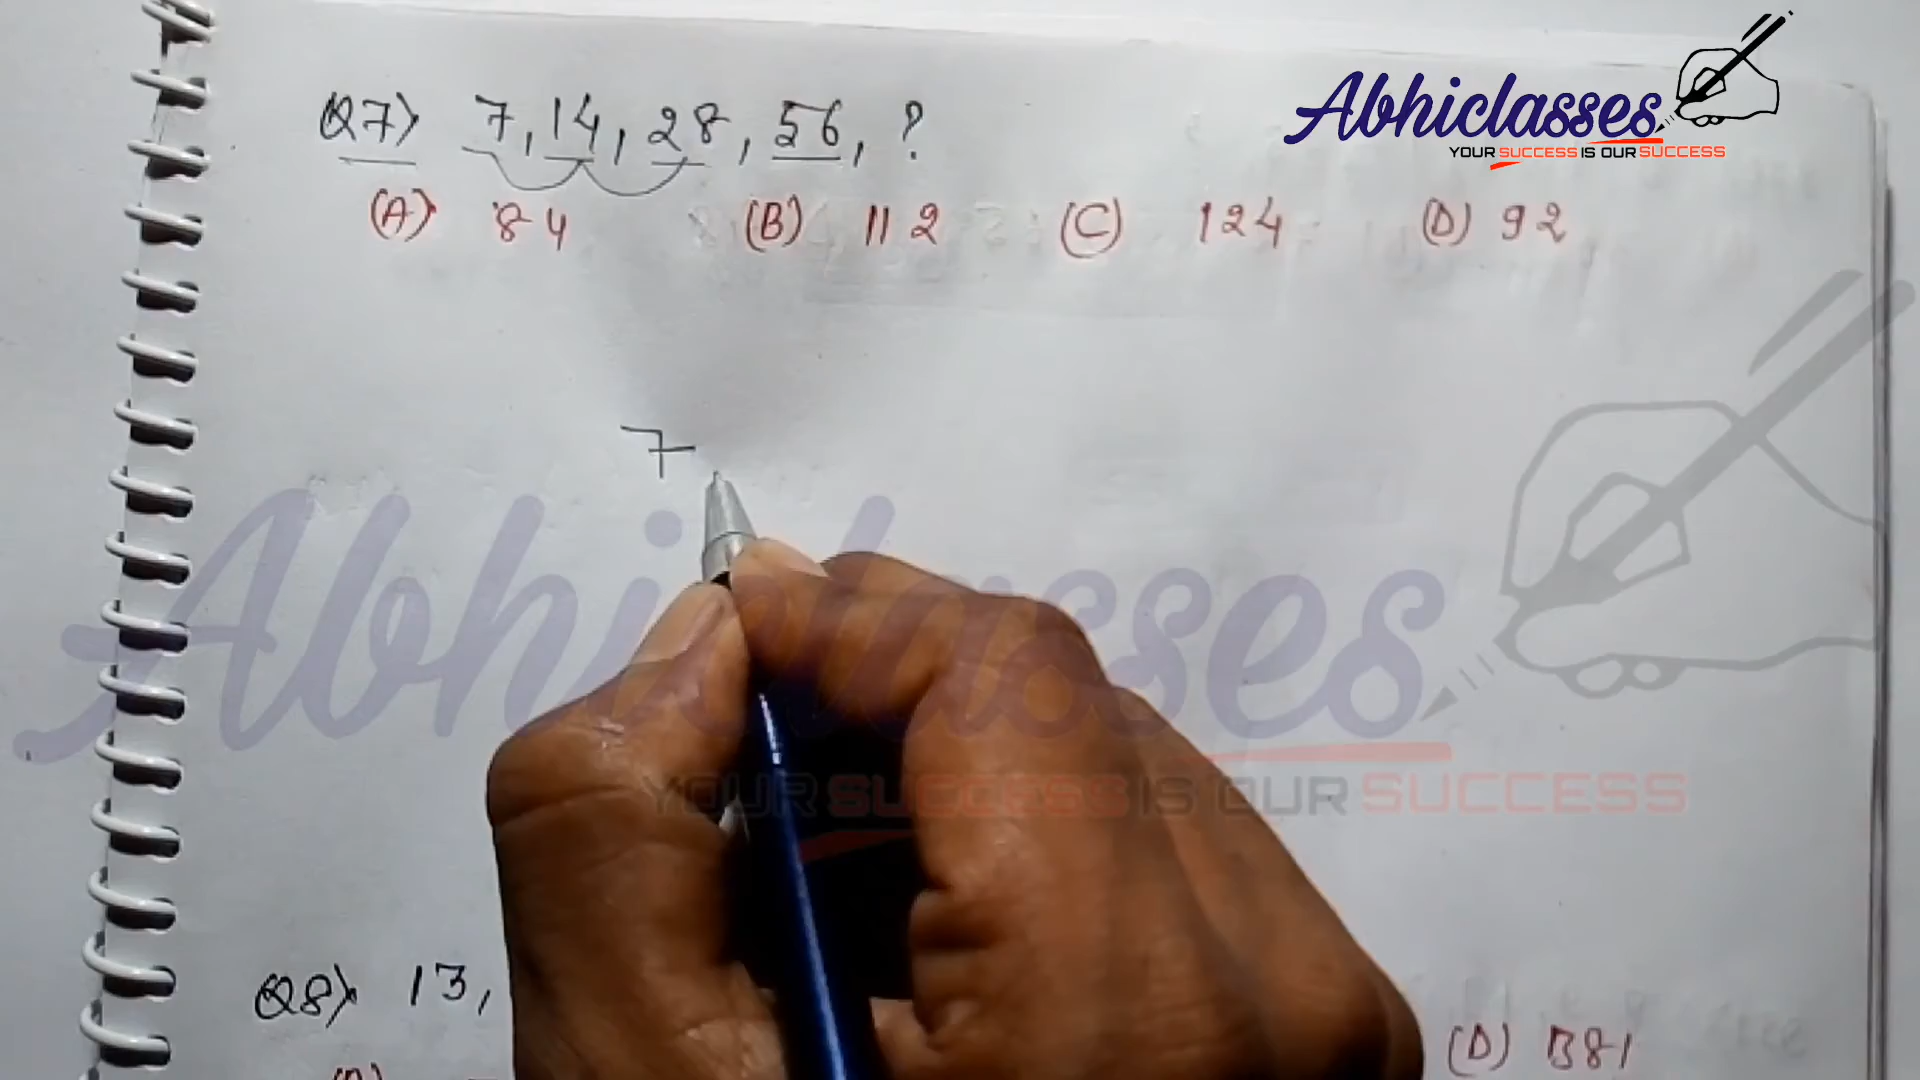 Abhiclasses
YOUR SUCCESS IS OUR SUCCESS
Q7) 7, 14, 28, 56, ?
(A) 84 (B) 112 (C) 124 (D) 92
7
Abhiclasses
YOUR SUCCESS IS OUR SUCCESS
Q8) 13,
(D) 381